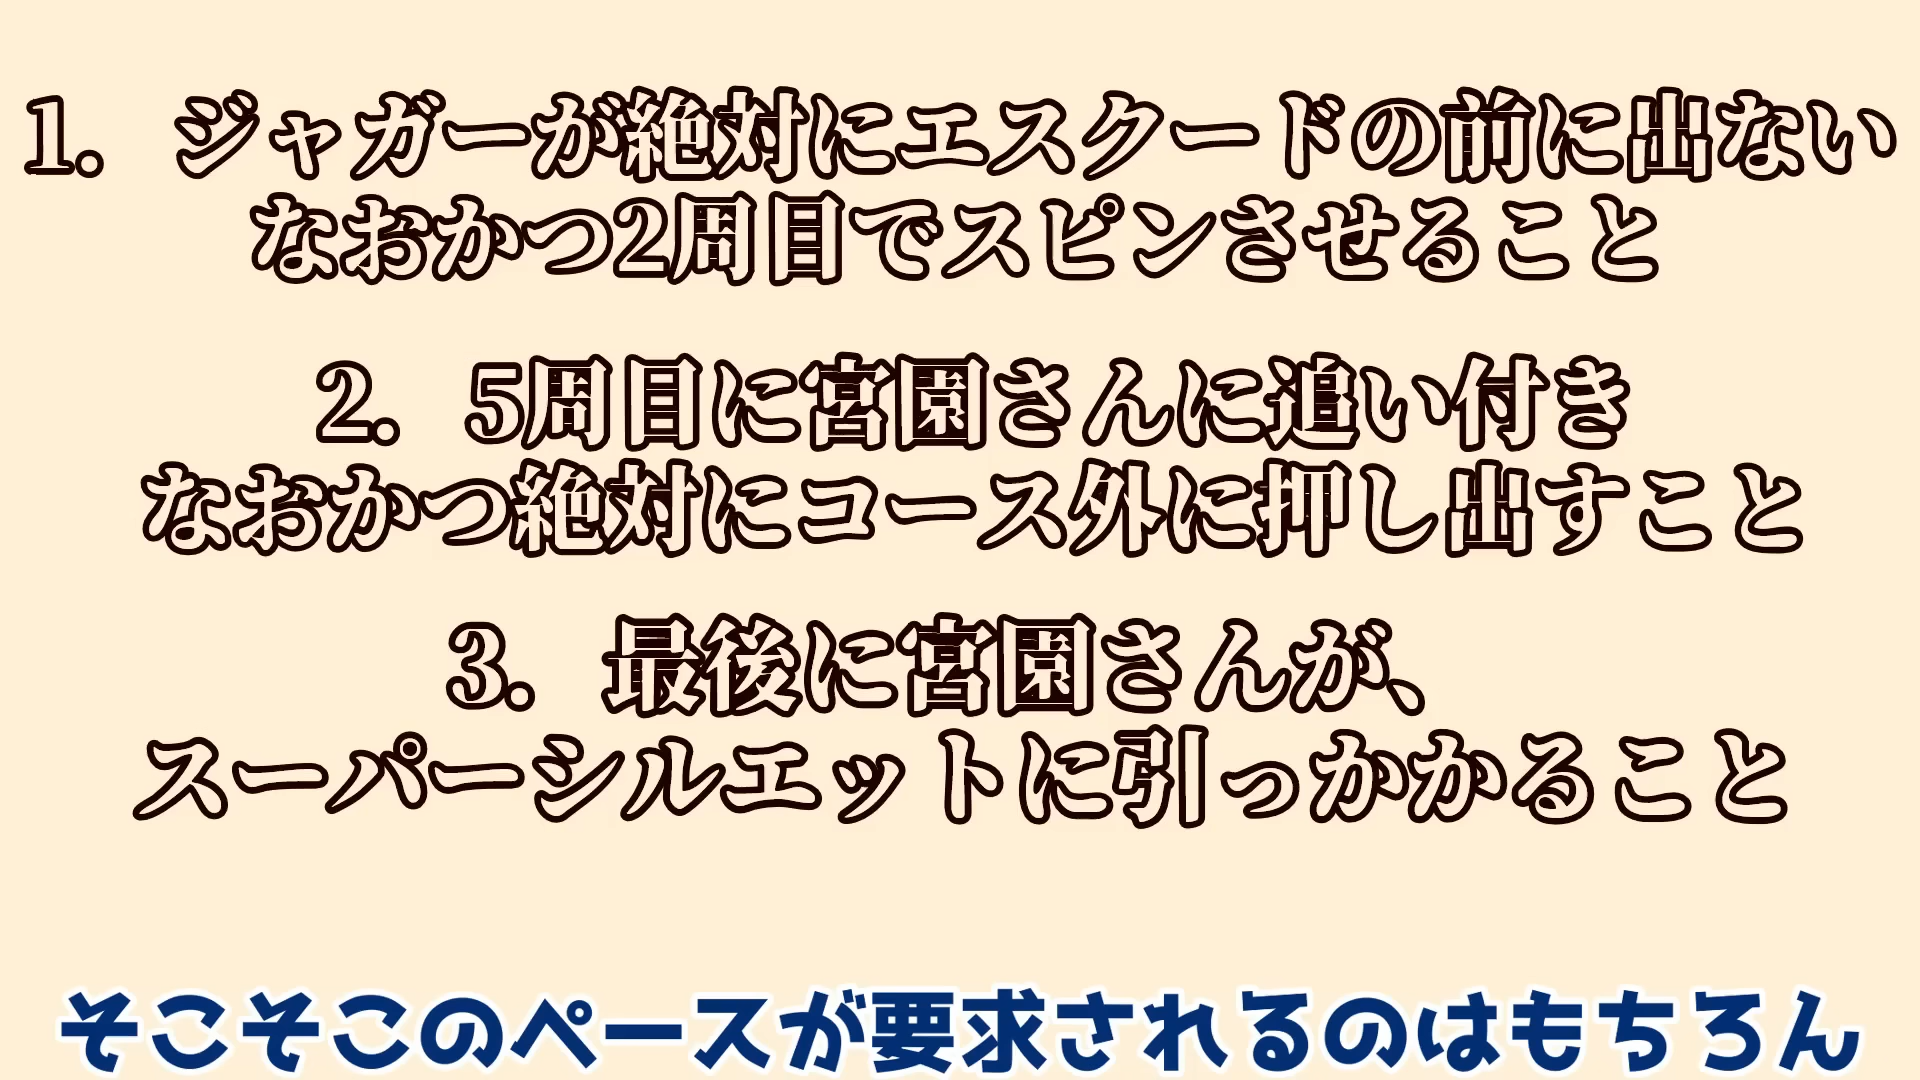 1. ジャガーが絶対にエスクードの前に出ない
なおかつ2周目でスピンさせること
2. 5周目に宮園さんに追い付き
なおかつ絶対にコース外に押し出すこと
3. 最後に宮園さんが、
スーパーシルエットに引っかかること
そこそこのペースが要求されるのはもちろん